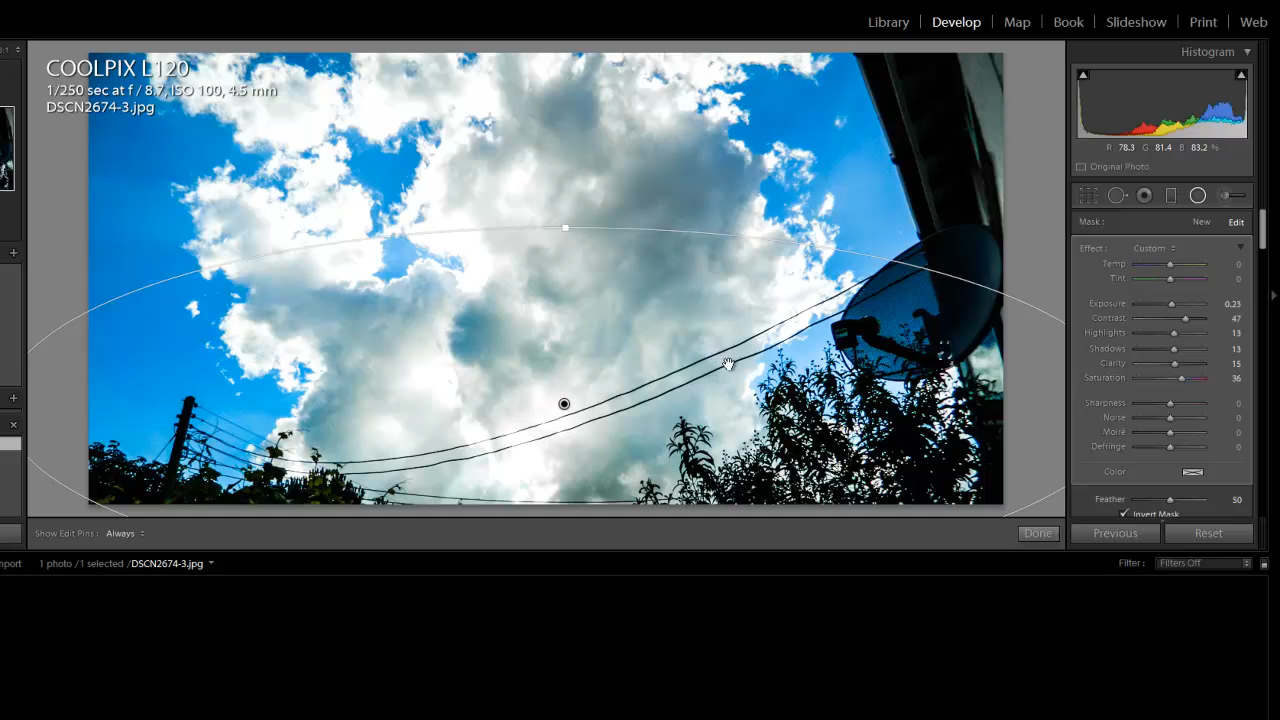 Library | Develop | Map | Book | Slideshow | Print | Web
Histogram
COOLPIX L120
1/250 sec at f / 8.7, ISO 100, 4.5 mm
DSCN2674-3.jpg
R 78.3 G 81.4 B 83.2 %
Original Photo
Mask : New Edit
Effect : Custom
Temp 0
Tint 0
Exposure 0.23
Contrast 47
Highlights 13
Shadows 13
Clarity 15
Saturation 36
Sharpness 0
Noise 0
Moiré 0
Defringe 0
Color
Feather 50
Invert Mask
Show Edit Pins : Always
Done
Previous
Reset
1 photo / 1 selected / DSCN2674-3.jpg
Filter : Filters Off